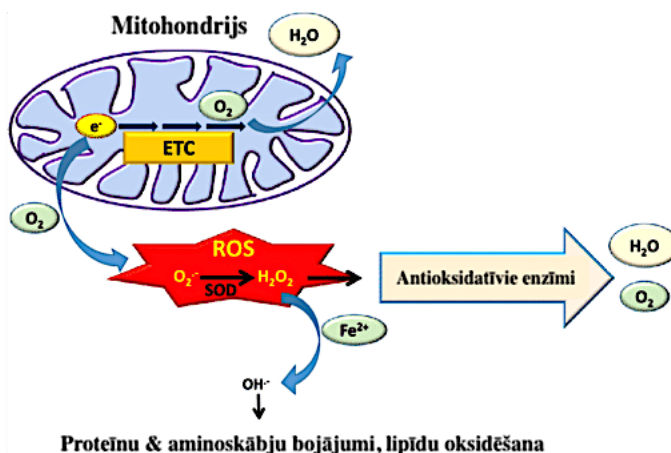 Mitohondrijs
H₂O
O₂
e⁻
ETC
O₂
ROS
O₂·⁻
H₂O₂
SOD
Antioksidatīvie enzīmi
H₂O
O₂
Fe²⁺
OH·⁻
Proteīnu & aminoskābju bojājumi, lipīdu oksidēšana